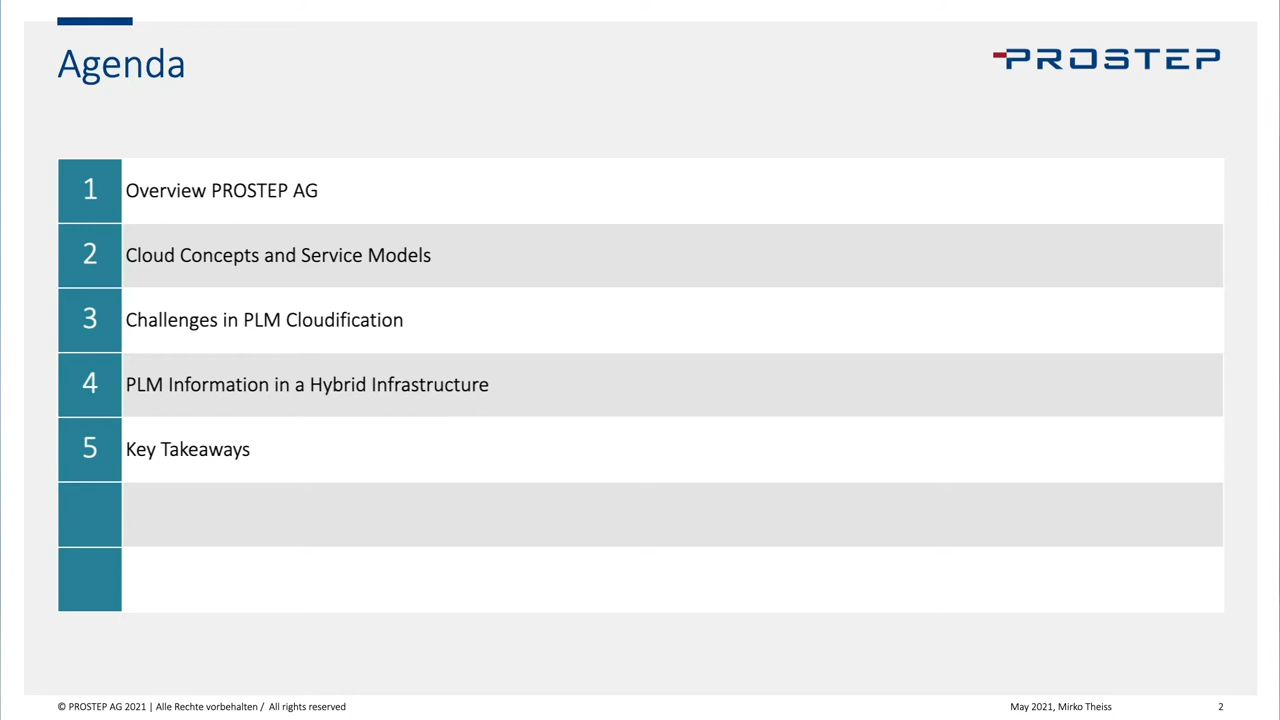 Agenda
PROSTEP
1 Overview PROSTEP AG
2 Cloud Concepts and Service Models
3 Challenges in PLM Cloudification
4 PLM Information in a Hybrid Infrastructure
5 Key Takeaways
© PROSTEP AG 2021 | Alle Rechte vorbehalten / All rights reserved May 2021, Mirko Theiss 2